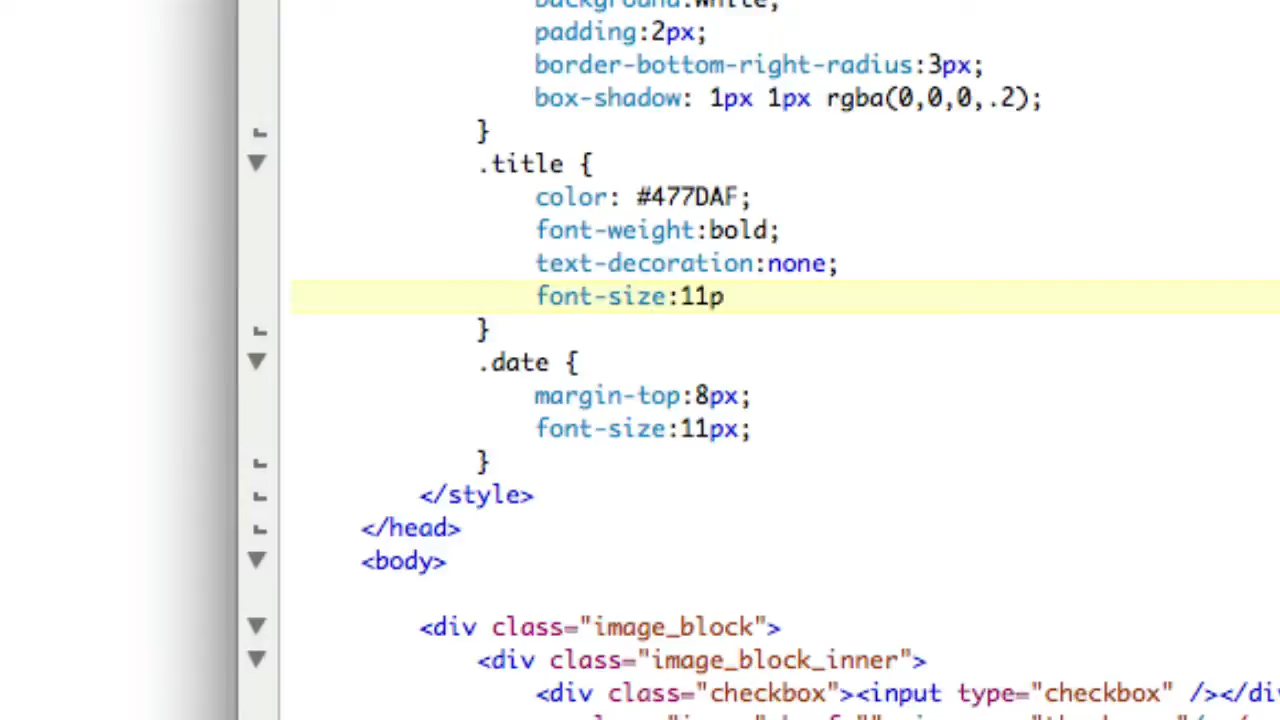 background:white;
padding:2px;
border-bottom-right-radius:3px;
box-shadow: 1px 1px rgba(0,0,0,.2);
}
.title {
color: #477DAF;
font-weight:bold;
text-decoration:none;
font-size:11p
}
.date {
margin-top:8px;
font-size:11px;
}
</style>
</head>
<body>
<div class="image_block">
<div class="image_block_inner">
<div class="checkbox"><input type="checkbox" /></di